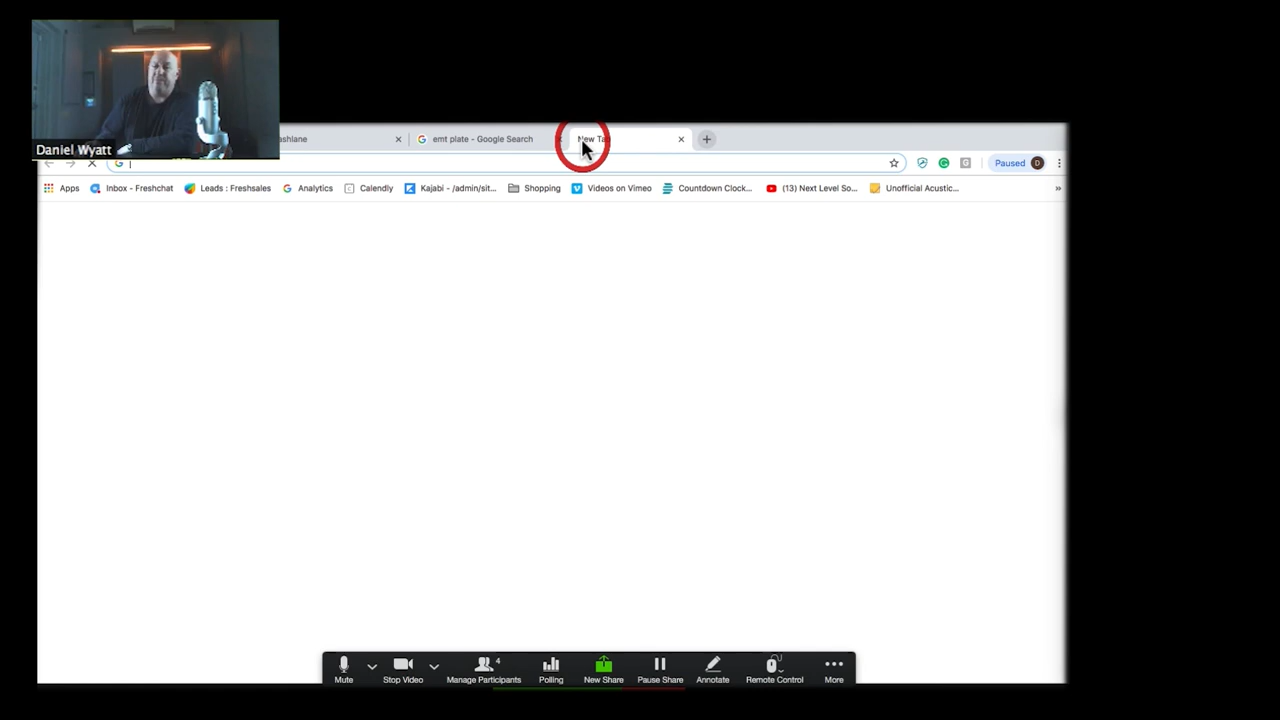 Daniel Wyatt
ashlane
emt plate - Google Search
New Ta
Paused D
Apps Inbox - Freshchat Leads : Freshsales Analytics Calendly Kajabi - /admin/sit... Shopping Videos on Vimeo Countdown Clock... (13) Next Level So... Unofficial Acustic... »
4
Mute Stop Video Manage Participants Polling New Share Pause Share Annotate Remote Control More